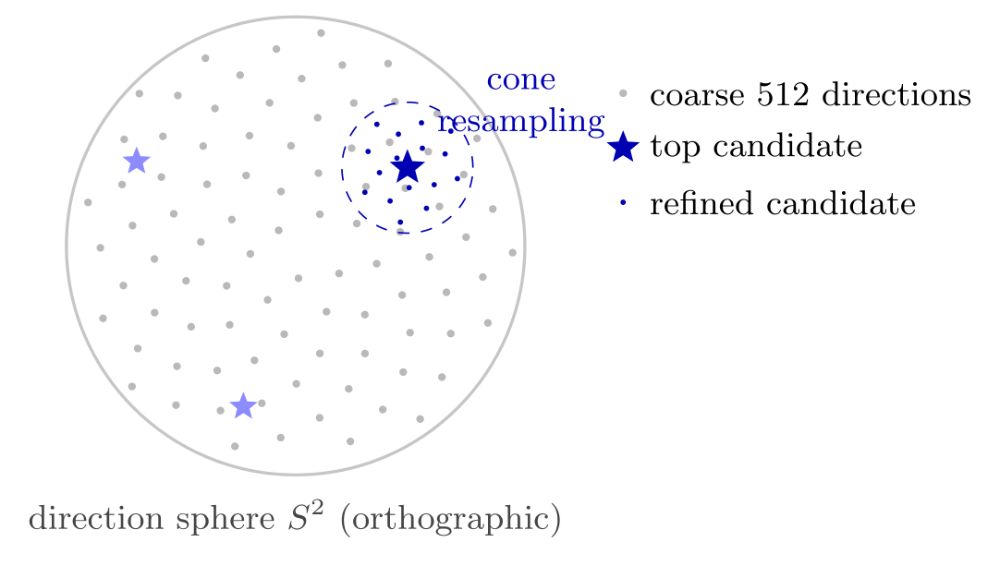 cone
resampling
coarse 512 directions
top candidate
refined candidate
direction sphere S² (orthographic)